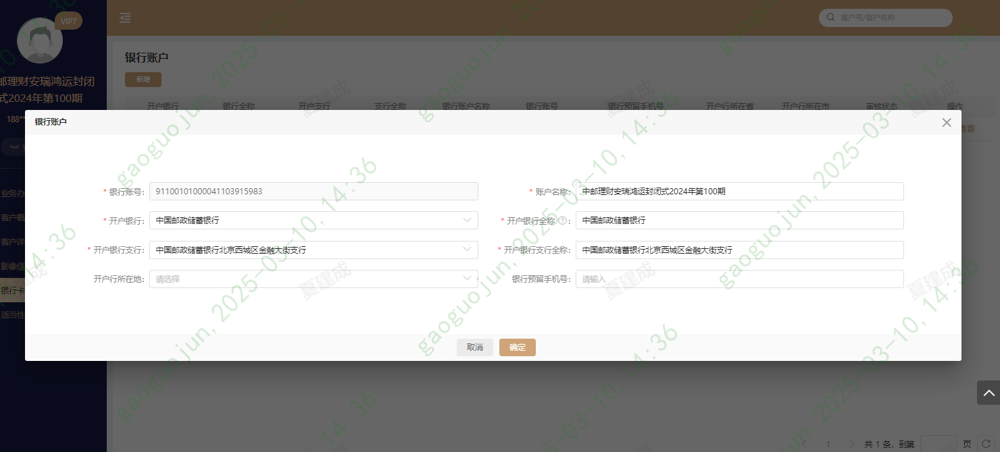 VIP7
客户号/客户名称
银行账户
新增
邮理财安瑞鸿运封闭
式2024年第100期
188**
开户银行 银行全称 开户支行 支行全称 银行账户名称 银行账号 银行预留手机号 开户行所在省 开户行所在市 审核状态 操作
查看
银行账户
* 银行账号: 91100101000041103915983
* 账户名称: 中邮理财安瑞鸿运封闭式2024年第100期
* 开户银行: 中国邮政储蓄银行
* 开户银行全称?: 中国邮政储蓄银行
* 开户银行支行: 中国邮政储蓄银行北京西城区金融大街支行
* 开户银行支行全称: 中国邮政储蓄银行北京西城区金融大街支行
开户行所在地: 请选择
银行预留手机号: 请输入
取消 确定
业务办
客户概
客户详
影像信
银行卡
适当性
1 共 1 条, 到第 页
gaoguojun, 2025-03-10, 14:36
夏建成